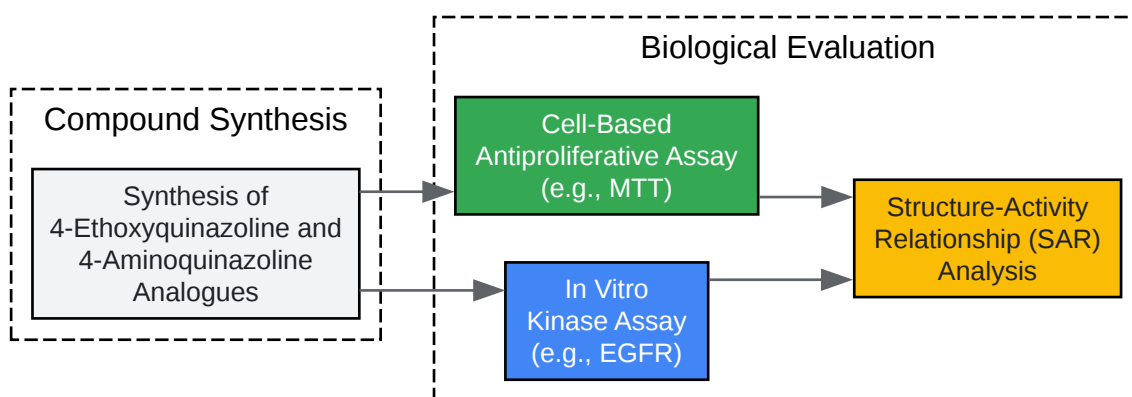 Biological Evaluation
Compound Synthesis
Synthesis of
4-Ethoxyquinazoline and
4-Aminoquinazoline
Analogues
Cell-Based
Antiproliferative Assay
(e.g., MTT)
In Vitro
Kinase Assay
(e.g., EGFR)
Structure-Activity
Relationship (SAR)
Analysis